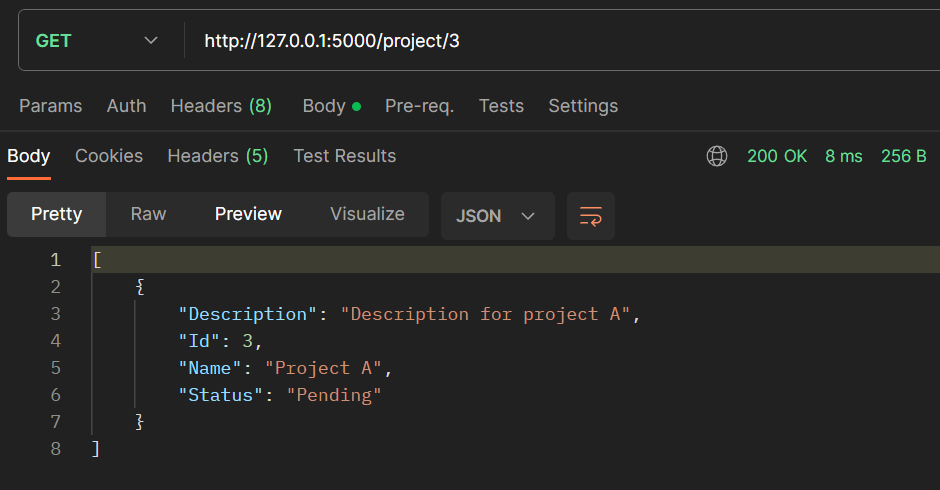 GET http://127.0.0.1:5000/project/3
Params Auth Headers (8) Body Pre-req. Tests Settings
Body Cookies Headers (5) Test Results 200 OK 8 ms 256 B
Pretty Raw Preview Visualize JSON
1 [
2 {
3 "Description": "Description for project A",
4 "Id": 3,
5 "Name": "Project A",
6 "Status": "Pending"
7 }
8 ]